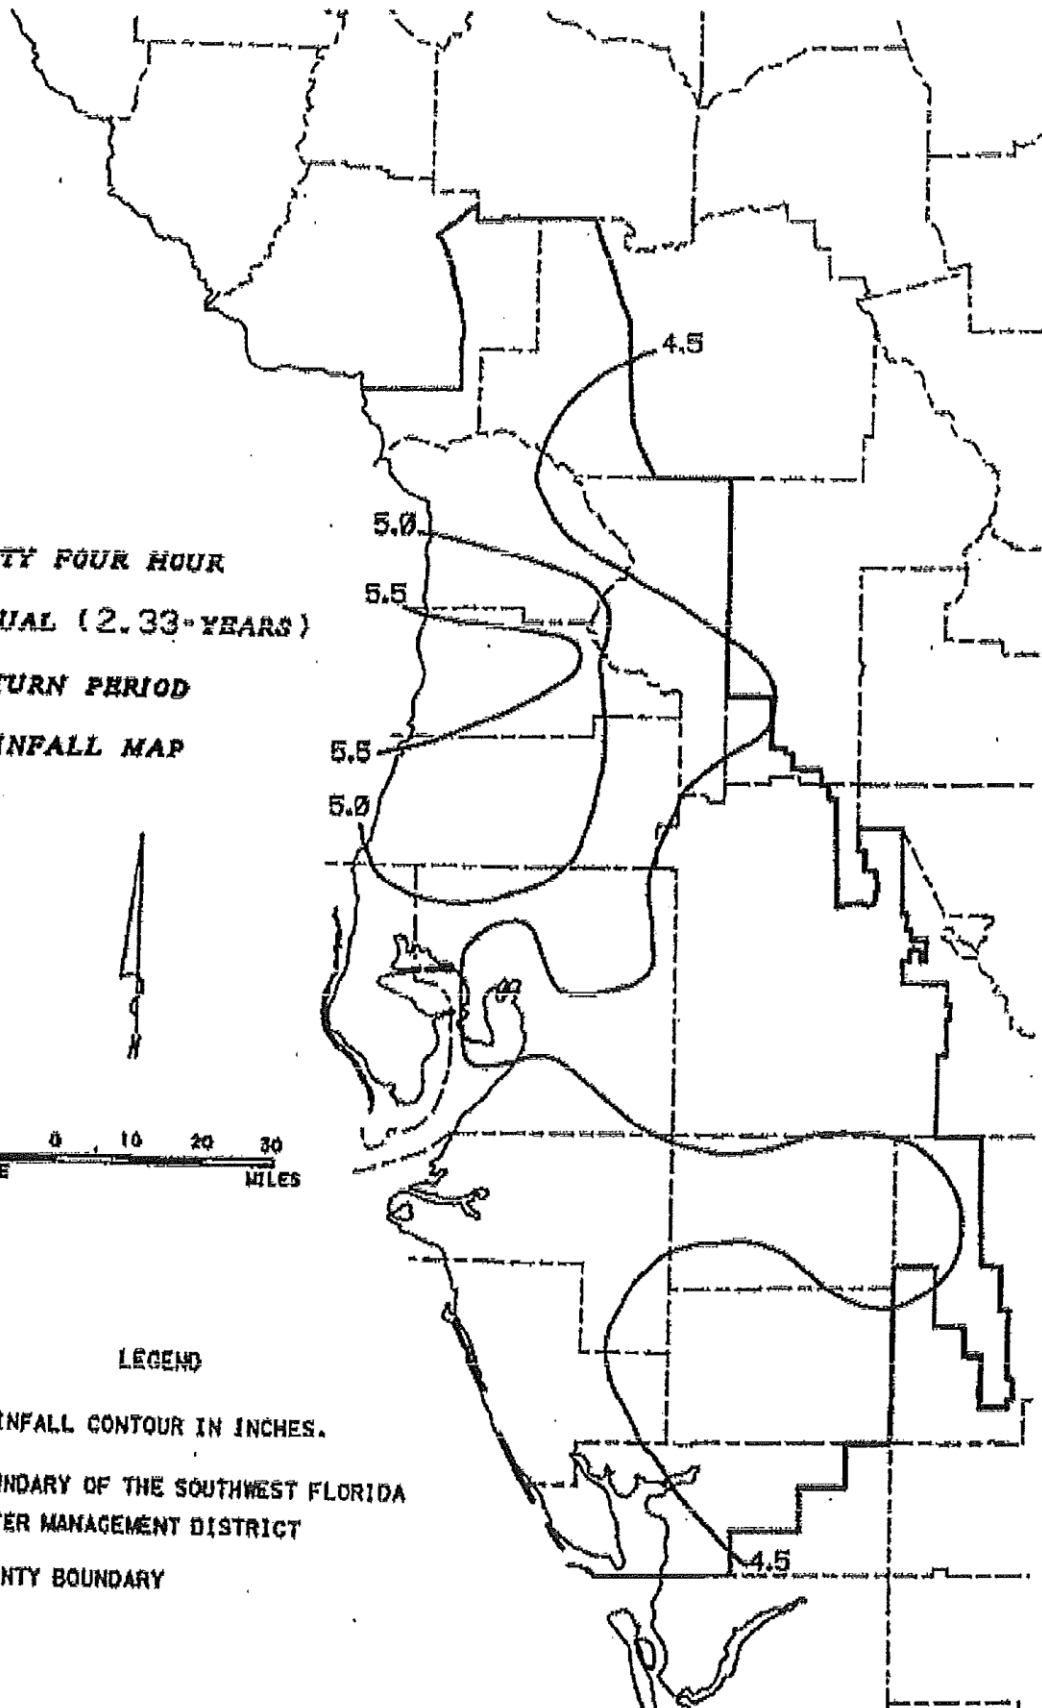 4.5
5.0
TY FOUR HOUR
5.5
UAL (2.33-YEARS)
TURN PERIOD
INFALL MAP
5.5
5.0
N
0 10 20 30
E MILES
LEGEND
INFALL CONTOUR IN INCHES.
UNDARY OF THE SOUTHWEST FLORIDA
TER MANAGEMENT DISTRICT
4.5
NTY BOUNDARY